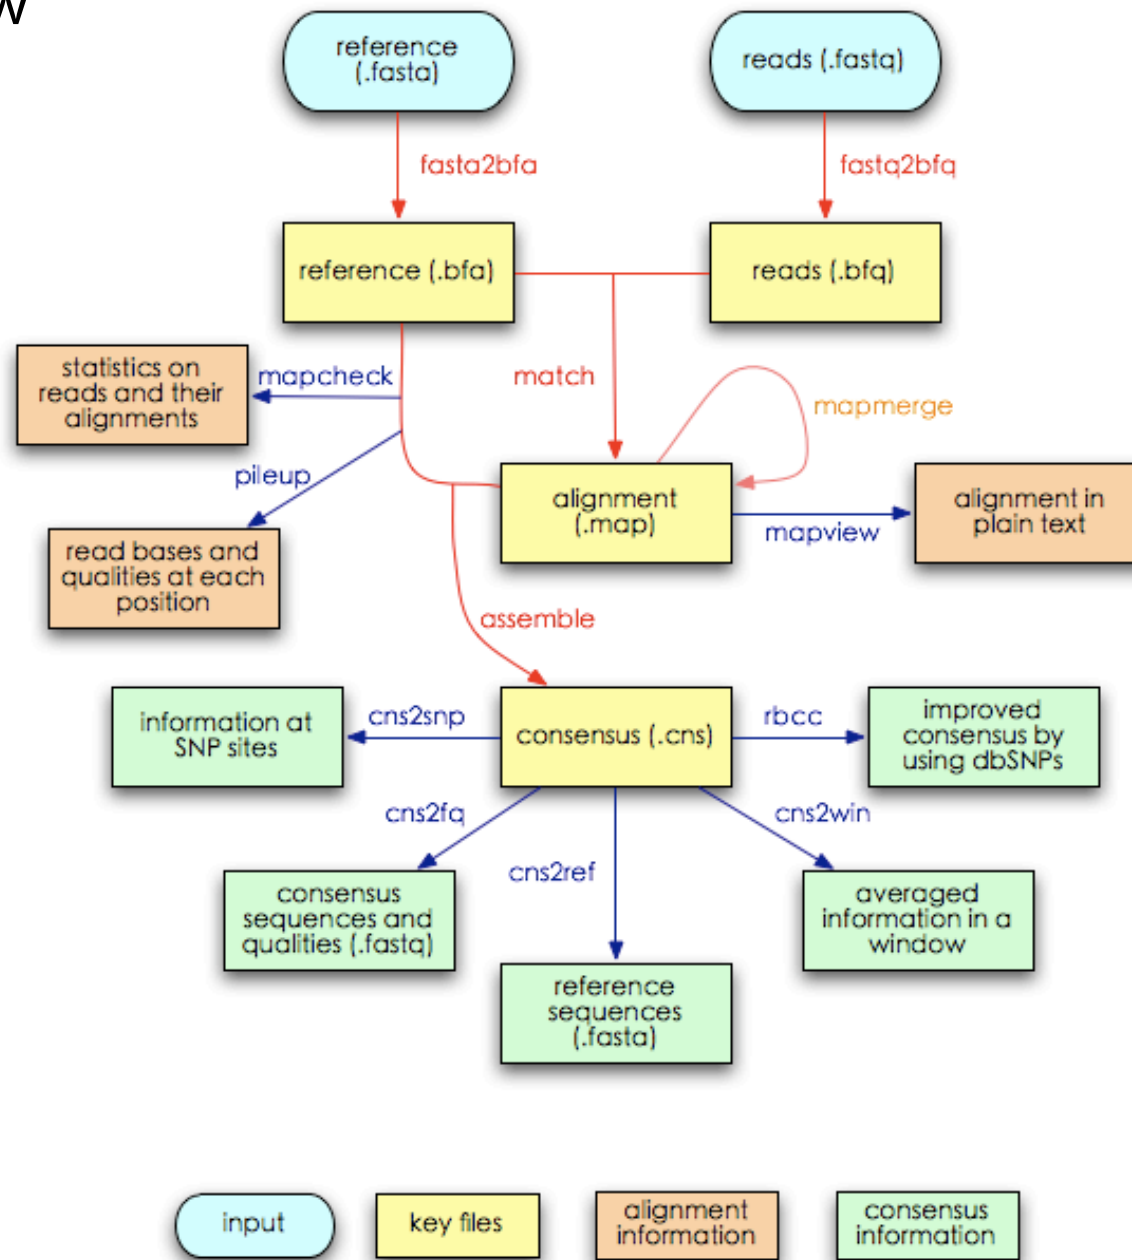 w
reference
(.fasta)
reads (.fastq)
fasta2bfa
fastq2bfq
reference (.bfa)
reads (.bfq)
statistics on
reads and their
alignments
mapcheck
match
mapmerge
pileup
alignment
(.map)
mapview
alignment in
plain text
read bases and
qualities at each
position
assemble
information at
SNP sites
cns2snp
consensus (.cns)
rbcc
improved
consensus by
using dbSNPs
cns2fq
cns2ref
cns2win
consensus
sequences and
qualities (.fastq)
averaged
information in a
window
reference
sequences
(.fasta)
input
key files
alignment
information
consensus
information